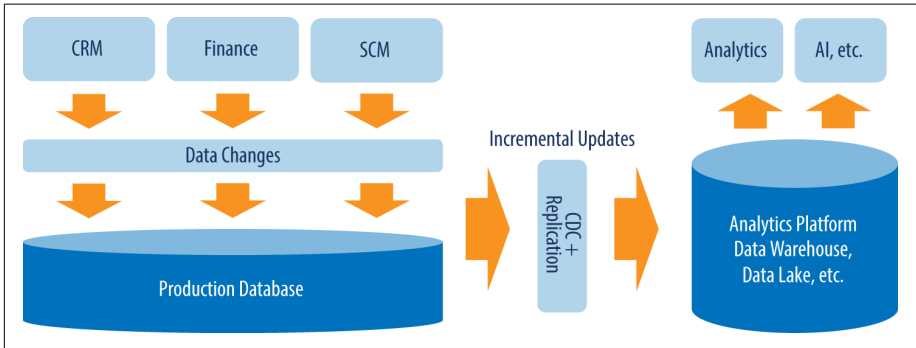 CRM
Finance
SCM
Data Changes
Production Database
Incremental Updates
CDC +
Replication
Analytics
AI, etc.
Analytics Platform
Data Warehouse,
Data Lake, etc.